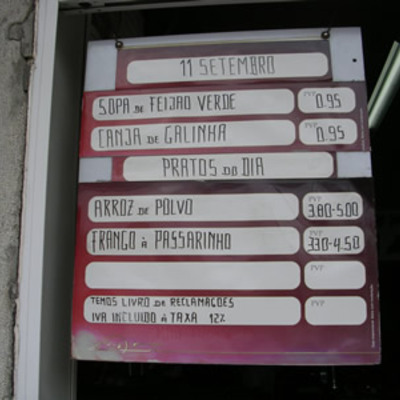 11 SETEMBRO
SOPA DE FEIJÃO VERDE PVP 0.95
CANJA DE GALINHA PVP 0.95
PRATOS DO DIA
ARROZ DE POLVO PVP 3.80-5.00
FRANGO À PASSARINHO PVP 3.30-4.50
PVP
TEMOS LIVRO DE RECLAMAÇÕES PVP
IVA INCLUIDO À TAXA 12%